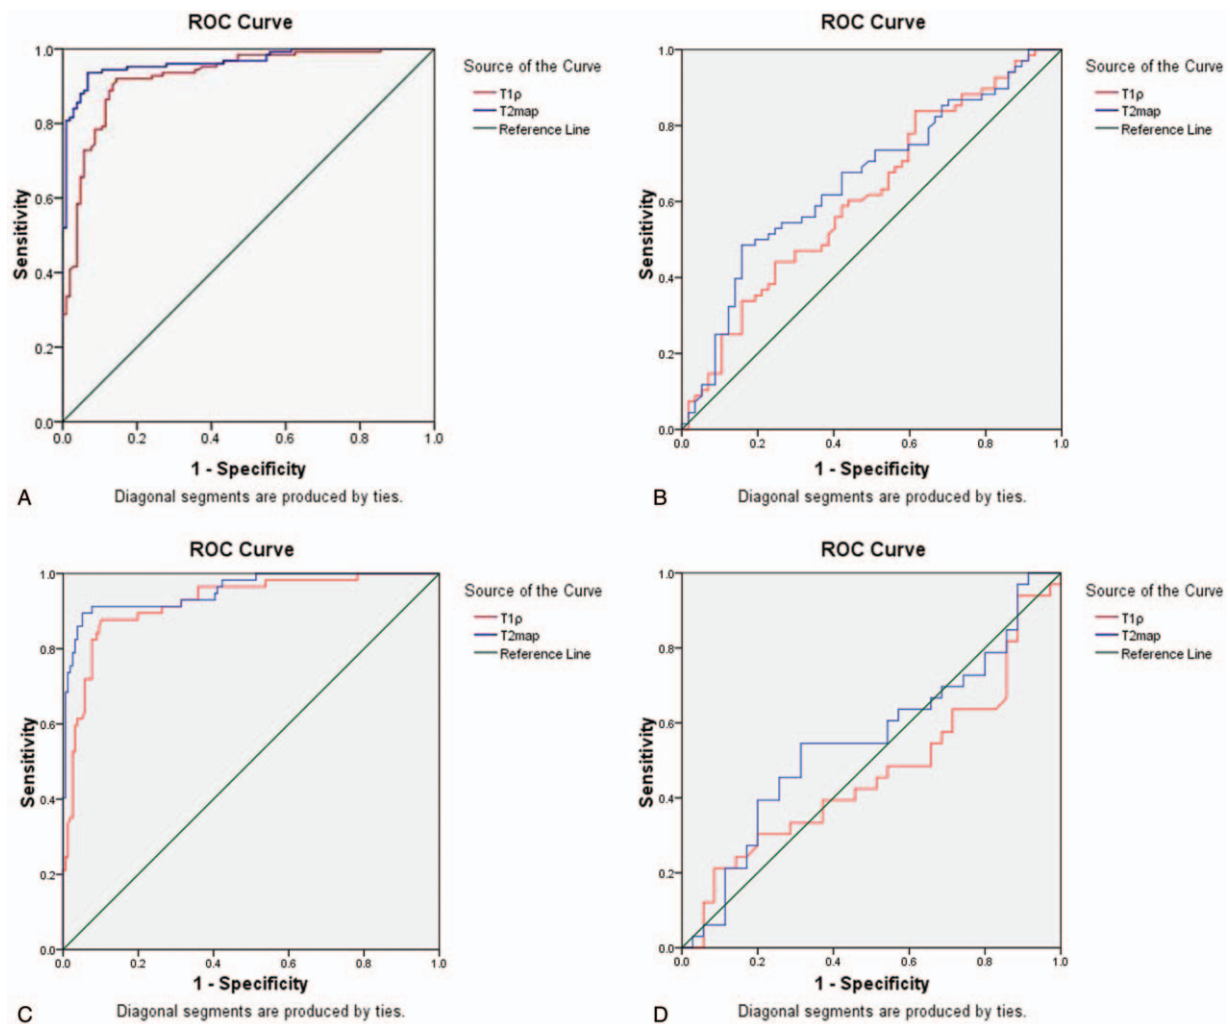 ROC Curve
1.0
0.8
0.6
0.4
0.2
0.0
Sensitivity
0.0 0.2 0.4 0.6 0.8 1.0
1 - Specificity
Diagonal segments are produced by ties.
Source of the Curve
T1ρ
T2map
Reference Line
A
ROC Curve
1.0
0.8
0.6
0.4
0.2
0.0
Sensitivity
0.0 0.2 0.4 0.6 0.8 1.0
1 - Specificity
Diagonal segments are produced by ties.
Source of the Curve
T1ρ
T2map
Reference Line
B
ROC Curve
1.0
0.8
0.6
0.4
0.2
0.0
Sensitivity
0.0 0.2 0.4 0.6 0.8 1.0
1 - Specificity
Diagonal segments are produced by ties.
Source of the Curve
T1ρ
T2map
Reference Line
C
ROC Curve
1.0
0.8
0.6
0.4
0.2
0.0
Sensitivity
0.0 0.2 0.4 0.6 0.8 1.0
1 - Specificity
Diagonal segments are produced by ties.
Source of the Curve
T1ρ
T2map
Reference Line
D